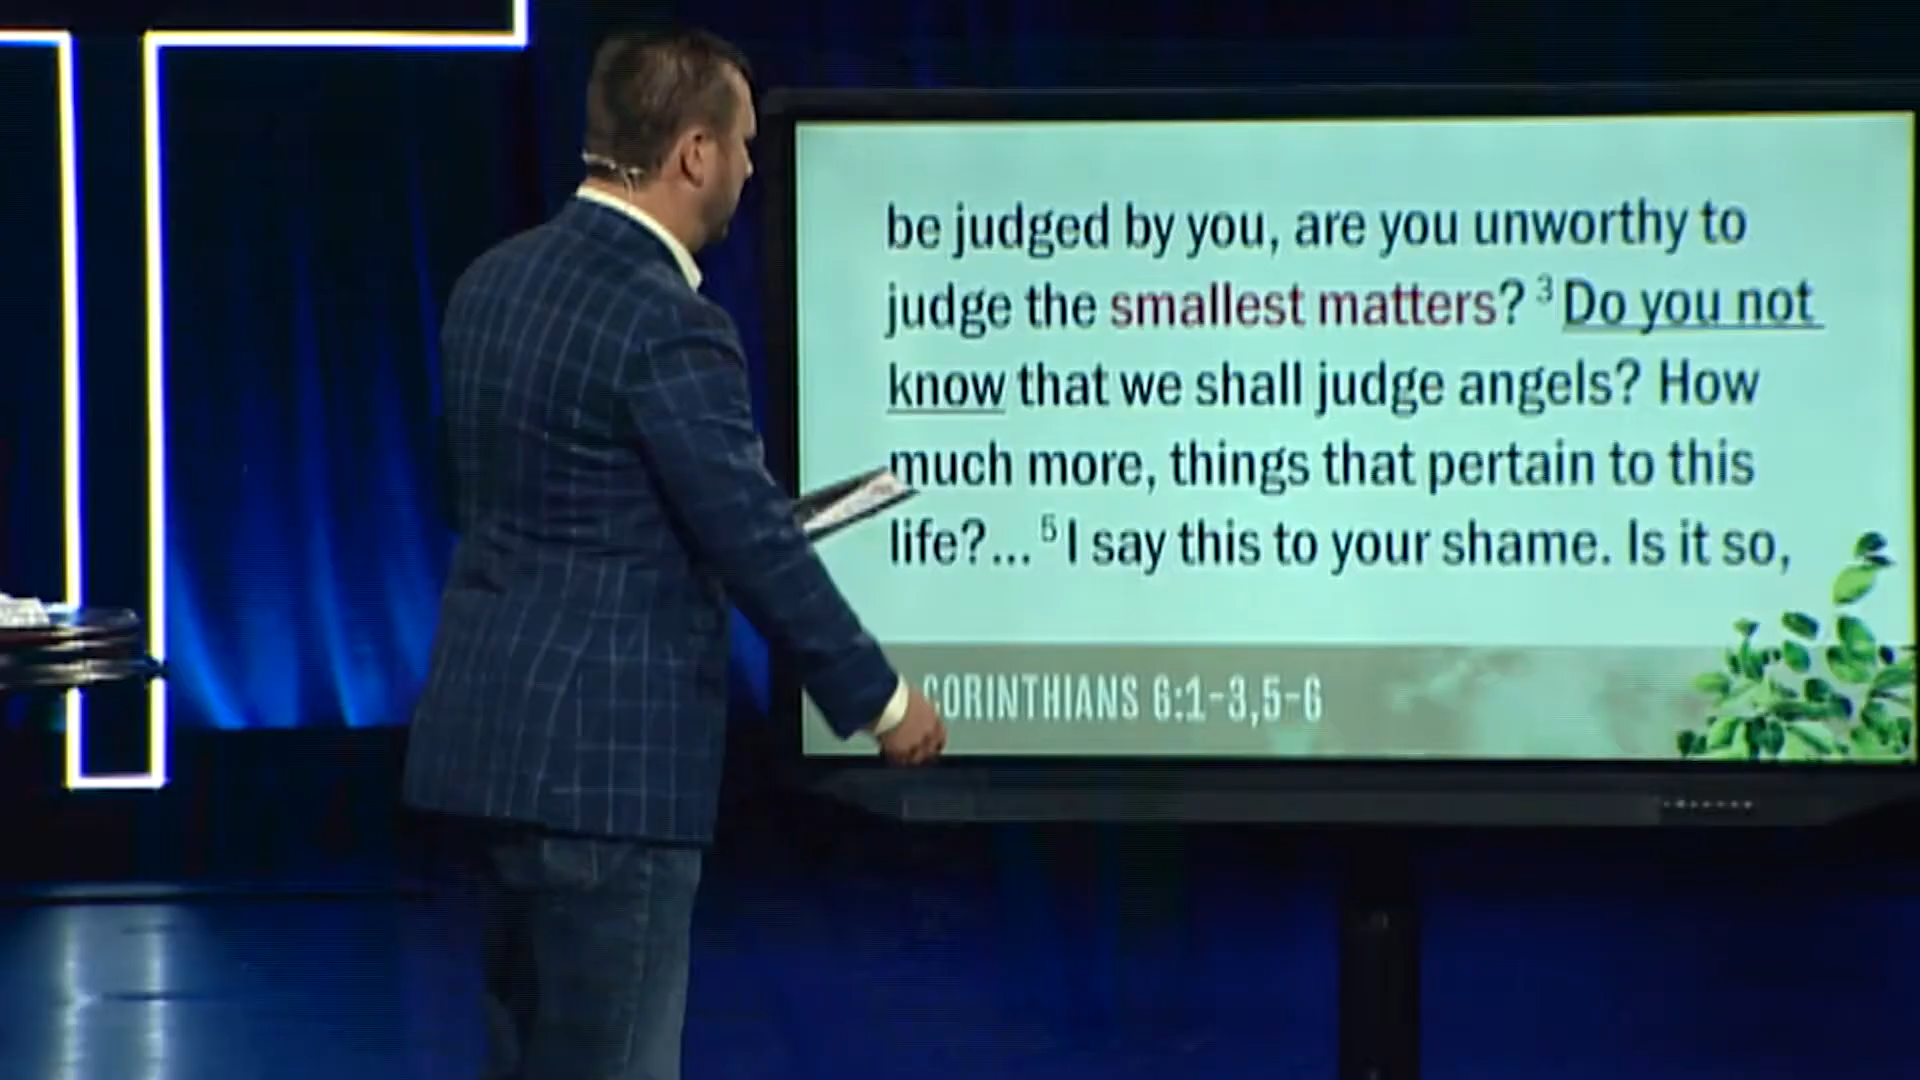 be judged by you, are you unworthy to
judge the smallest matters? ³ Do you not
know that we shall judge angels? How
much more, things that pertain to this
life?... ⁵ I say this to your shame. Is it so,
CORINTHIANS 6:1-3,5-6